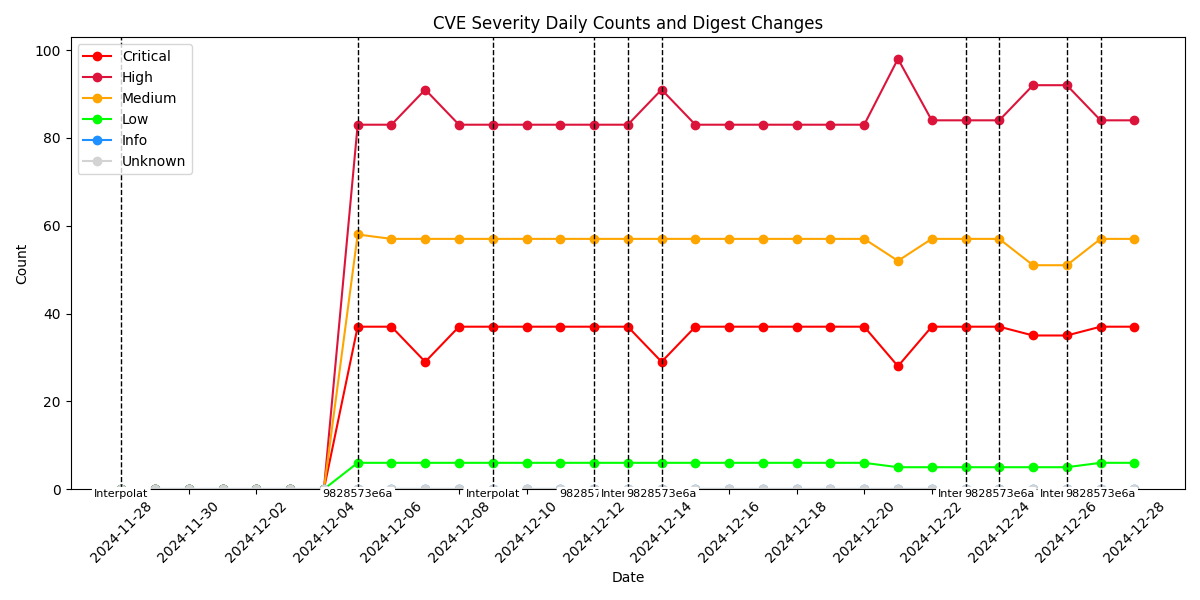 CVE Severity Daily Counts and Digest Changes
Critical
High
Medium
Low
Info
Unknown
Count
100
80
60
40
20
0
Interpolat
9828573e6a
Interpolat
98285
Inter
9828573e6a
Inter
9828573e6a
Inter
9828573e6a
2024-11-28
2024-11-30
2024-12-02
2024-12-04
2024-12-06
2024-12-08
2024-12-10
2024-12-12
2024-12-14
2024-12-16
2024-12-18
2024-12-20
2024-12-22
2024-12-24
2024-12-26
2024-12-28
Date